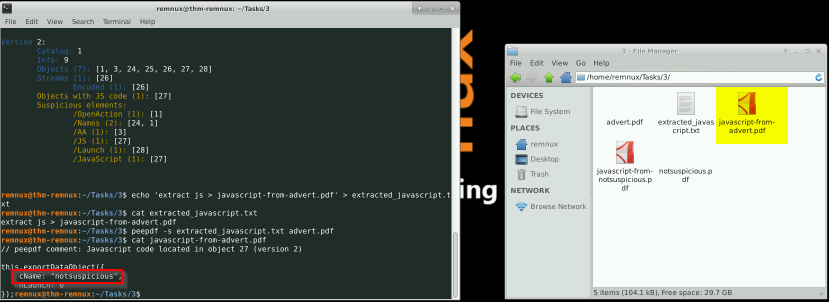 remnux@thm-remnux: ~/Tasks/3
File Edit View Search Terminal Help
Version 2:
Catalog: 1
Info: 9
Objects (7): [1, 3, 24, 25, 26, 27, 28]
Streams (1): [26]
Encoded (1): [26]
Objects with JS code (1): [27]
Suspicious elements:
/OpenAction (1): [1]
/Names (2): [24, 1]
/AA (1): [3]
/JS (1): [27]
/Launch (1): [28]
/JavaScript (1): [27]
remnux@thm-remnux:~/Tasks/3$ echo 'extract js > javascript-from-advert.pdf' > extracted_javascript.t
xt
remnux@thm-remnux:~/Tasks/3$ cat extracted_javascript.txt
extract js > javascript-from-advert.pdf
remnux@thm-remnux:~/Tasks/3$ peepdf -s extracted_javascript.txt advert.pdf
remnux@thm-remnux:~/Tasks/3$ cat javascript-from-advert.pdf
// peepdf comment: Javascript code located in object 27 (version 2)
this.exportDataObject({
cName: "notsuspicious",
nLaunch: 0
});remnux@thm-remnux:~/Tasks/3$
ing
3 - File Manager
File Edit View Go Help
/home/remnux/Tasks/3/
DEVICES
File System
PLACES
remnux
Desktop
Trash
NETWORK
Browse Network
advert.pdf
extracted_javas
cript.txt
javascript-from-
advert.pdf
javascript-from-
notsuspicious.p
df
notsuspicious.pdf
5 items (104.1 kB), Free space: 29.7 GB